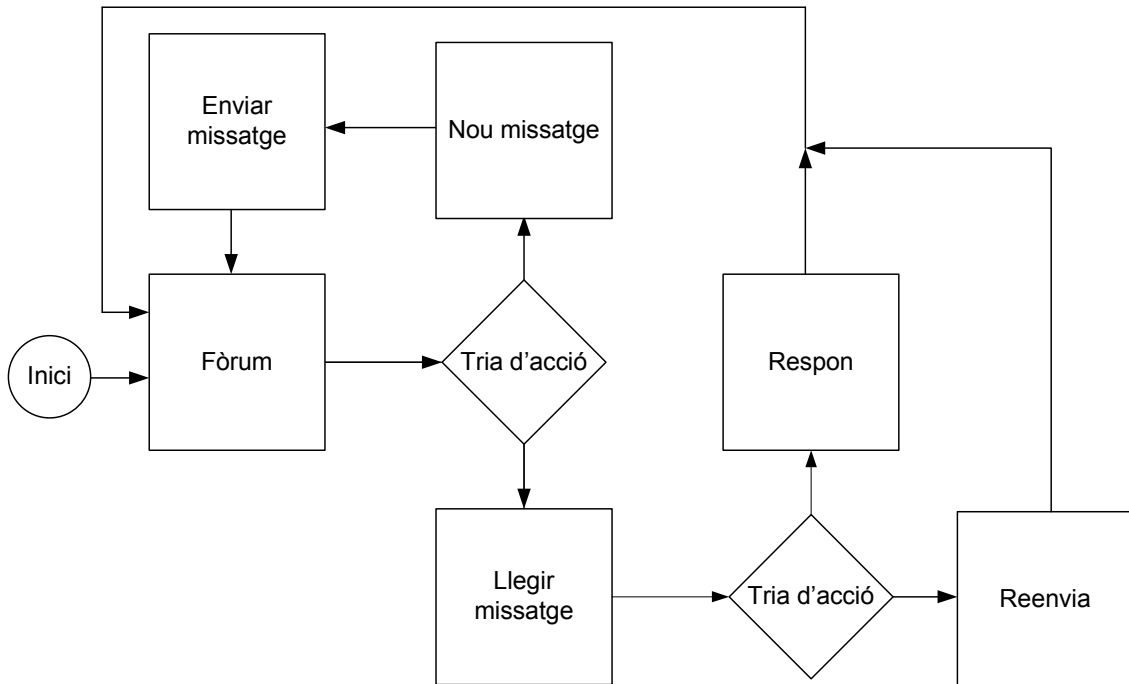 Enviar
missatge
Nou missatge
Inici
Fòrum
Tria d’acció
Respon
Llegir
missatge
Tria d’acció
Reenvia